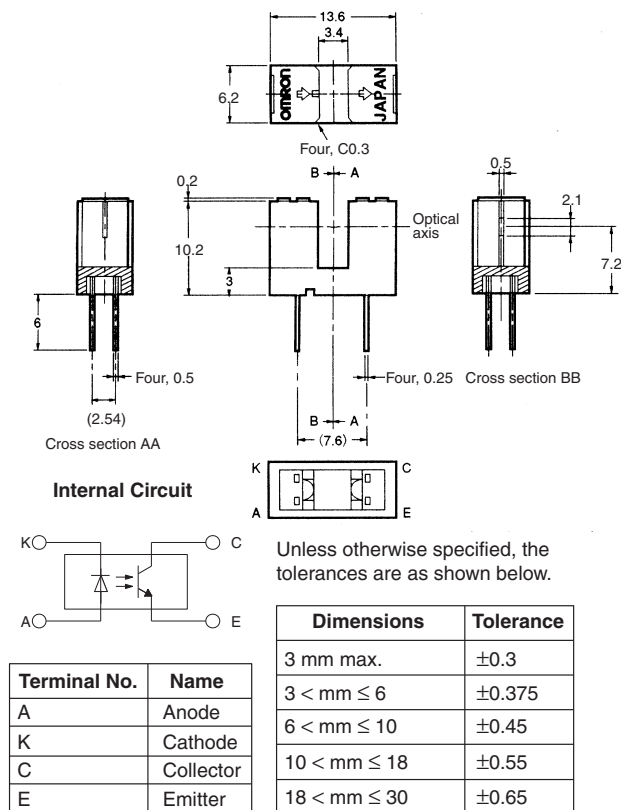 13.6
3.4
6.2
OMRON
JAPAN
Four, C0.3
B A
0.2
10.2
3
Optical
axis
0.5
2.1
7.2
6
Four, 0.5
(2.54)
Cross section AA
Four, 0.25
Cross section BB
B A
(7.6)
K C
A E
Internal Circuit
K C
A E
Unless otherwise specified, the
tolerances are as shown below.
Terminal No. Name
A Anode
K Cathode
C Collector
E Emitter
Dimensions Tolerance
3 mm max. ±0.3
3 < mm ≤ 6 ±0.375
6 < mm ≤ 10 ±0.45
10 < mm ≤ 18 ±0.55
18 < mm ≤ 30 ±0.65